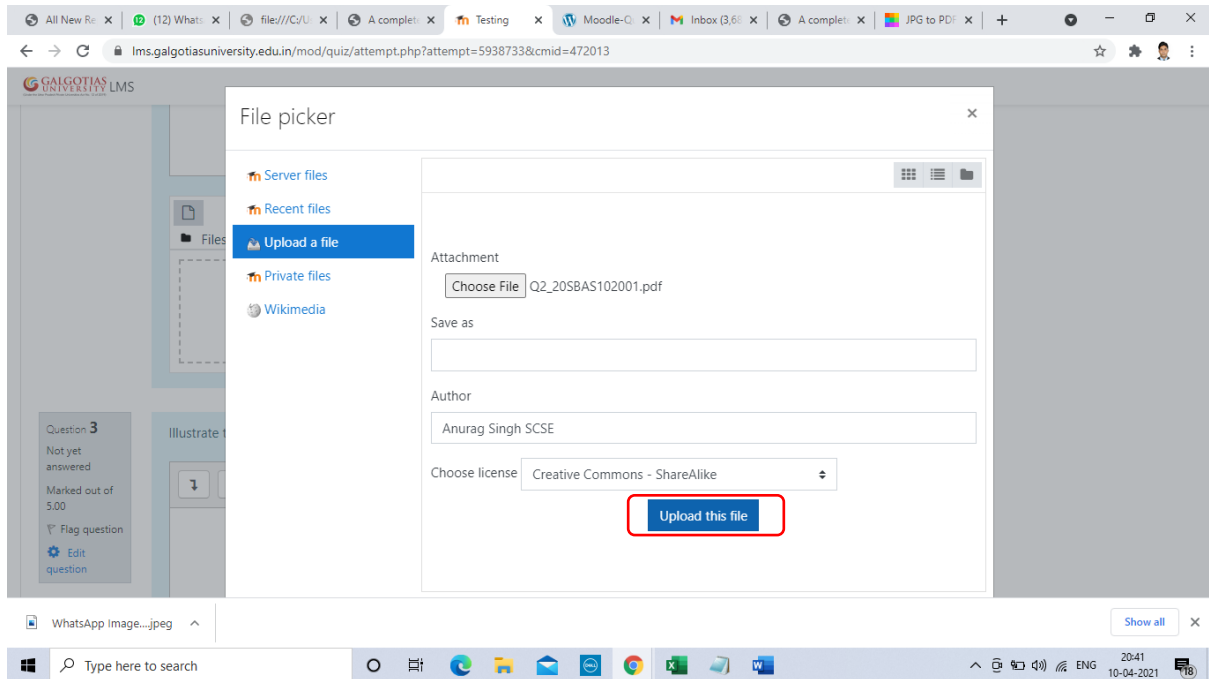 All New Re
(12) Whats
file:///C:/U
A complet
Testing
Moodle-Q
Inbox (3,6
A complet
JPG to PDF
lms.galgotiasuniversity.edu.in/mod/quiz/attempt.php?attempt=5938733&cmid=472013
GALGOTIAS
UNIVERSITY LMS
File picker
Server files
Recent files
Upload a file
Private files
Wikimedia
Files
Attachment
Choose File Q2_20SBAS102001.pdf
Save as
Author
Anurag Singh SCSE
Choose license Creative Commons - ShareAlike
Upload this file
Question 3
Not yet
answered
Marked out of
5.00
Flag question
Edit
question
Illustrate t
WhatsApp Image....jpeg
Show all
Type here to search
DELL
ENG
20:41
10-04-2021
18